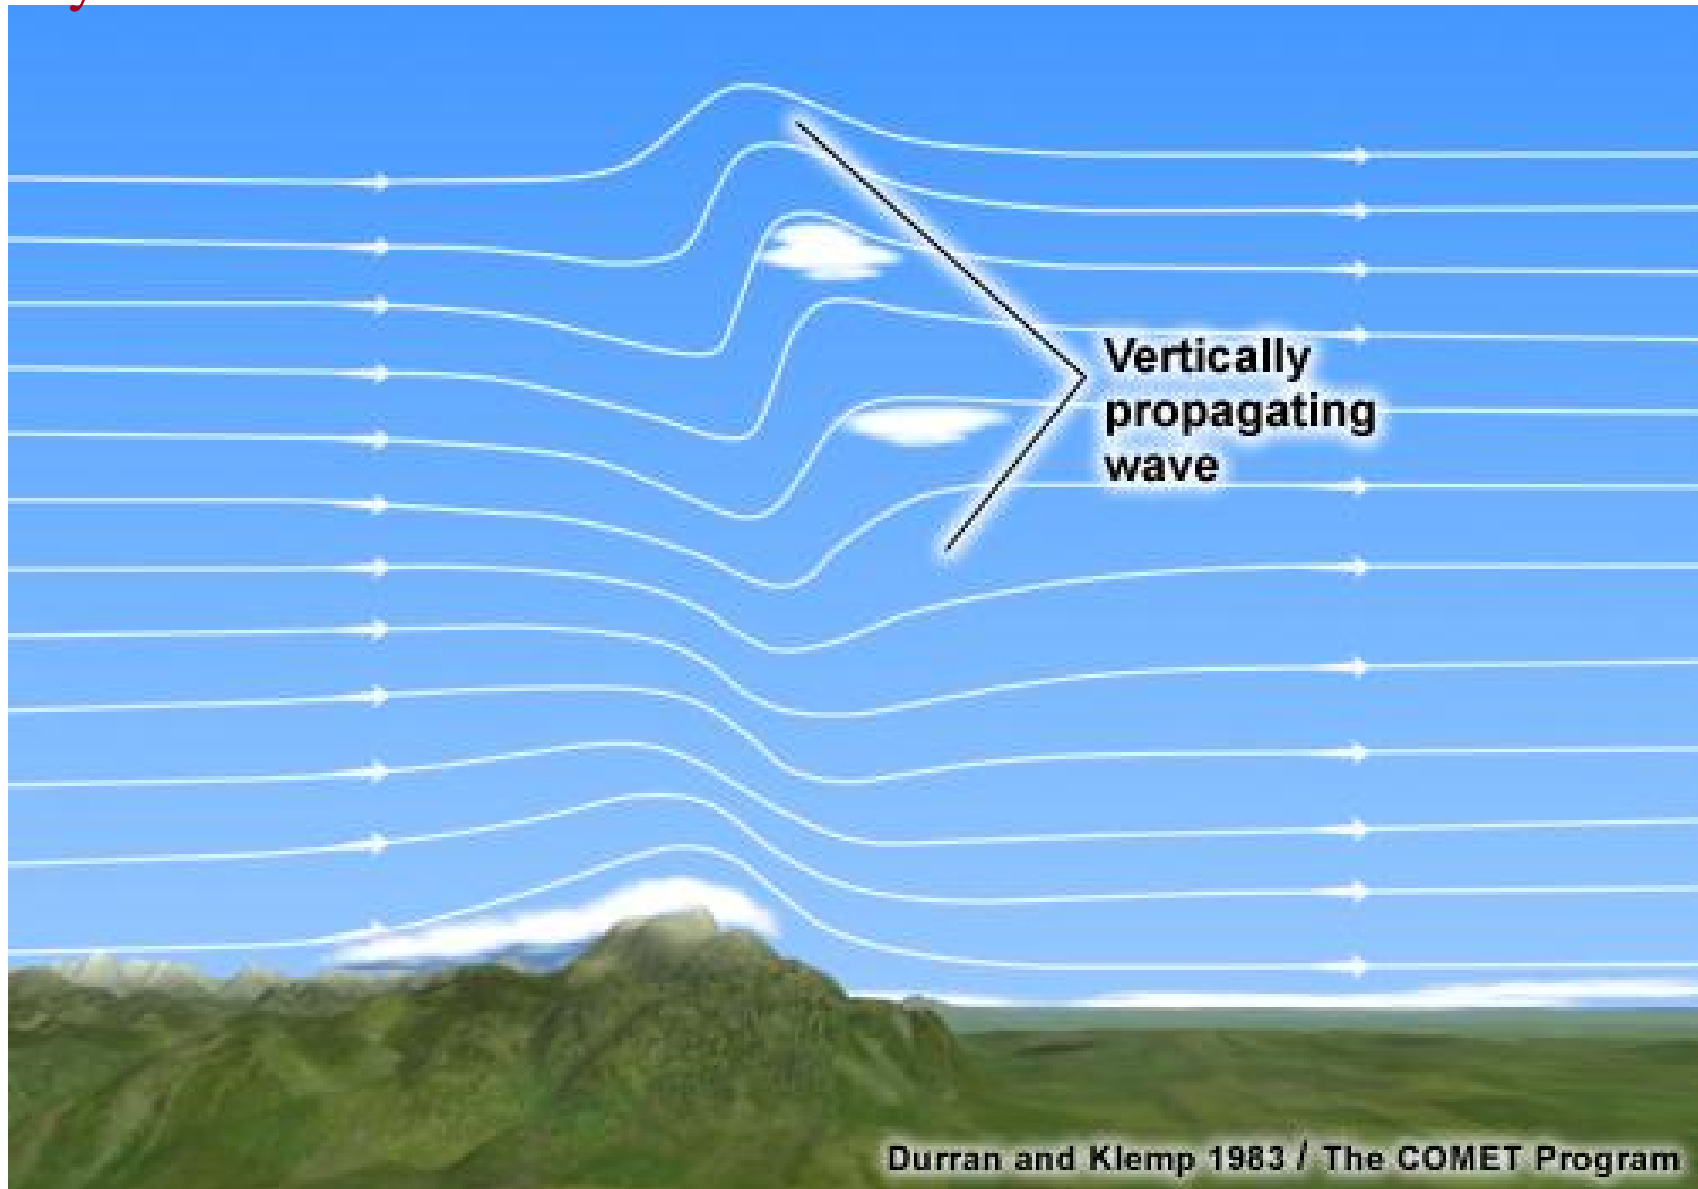 Vertically
propagating
wave
Durran and Klemp 1983 / The COMET Program